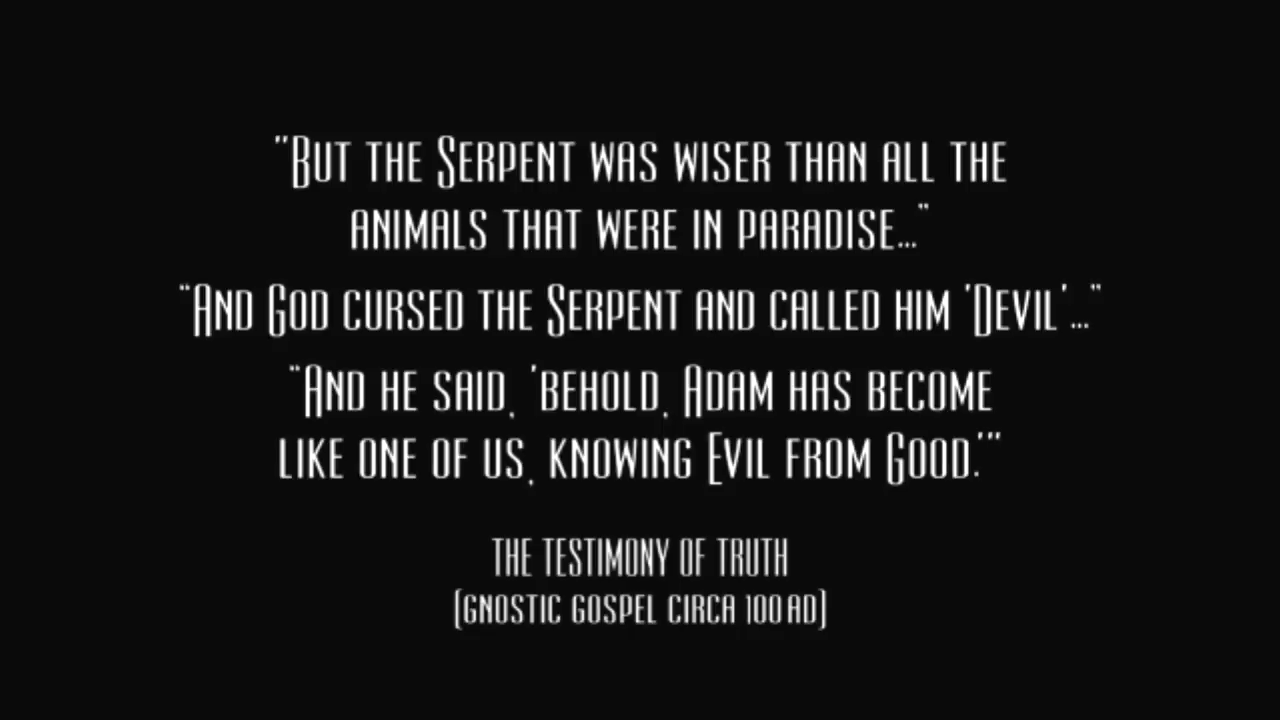 "But the Serpent was wiser than all the
animals that were in paradise..."
"And God cursed the Serpent and called him 'Devil'..."
"And he said, 'behold, Adam has become
like one of us, knowing Evil from Good.'"
The Testimony of Truth
(Gnostic Gospel circa 100 AD)